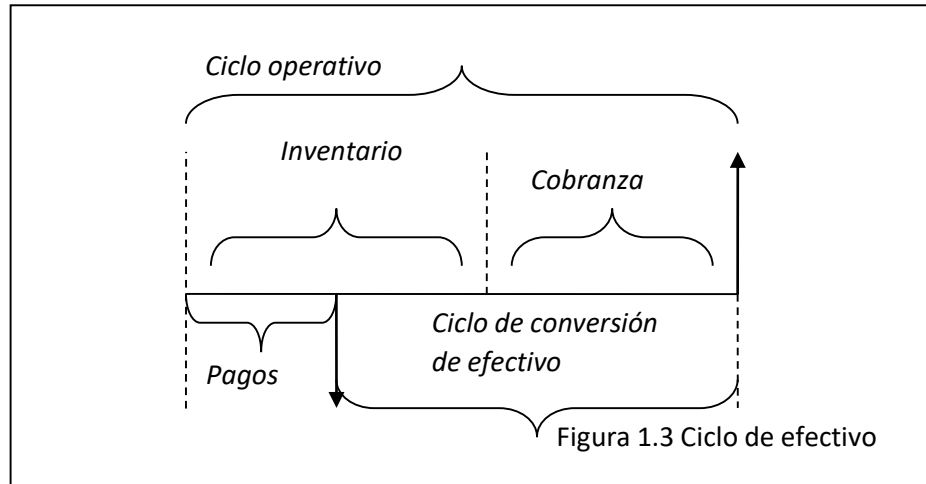 Ciclo operativo
Inventario
Cobranza
Ciclo de conversión
de efectivo
Pagos
Figura 1.3 Ciclo de efectivo